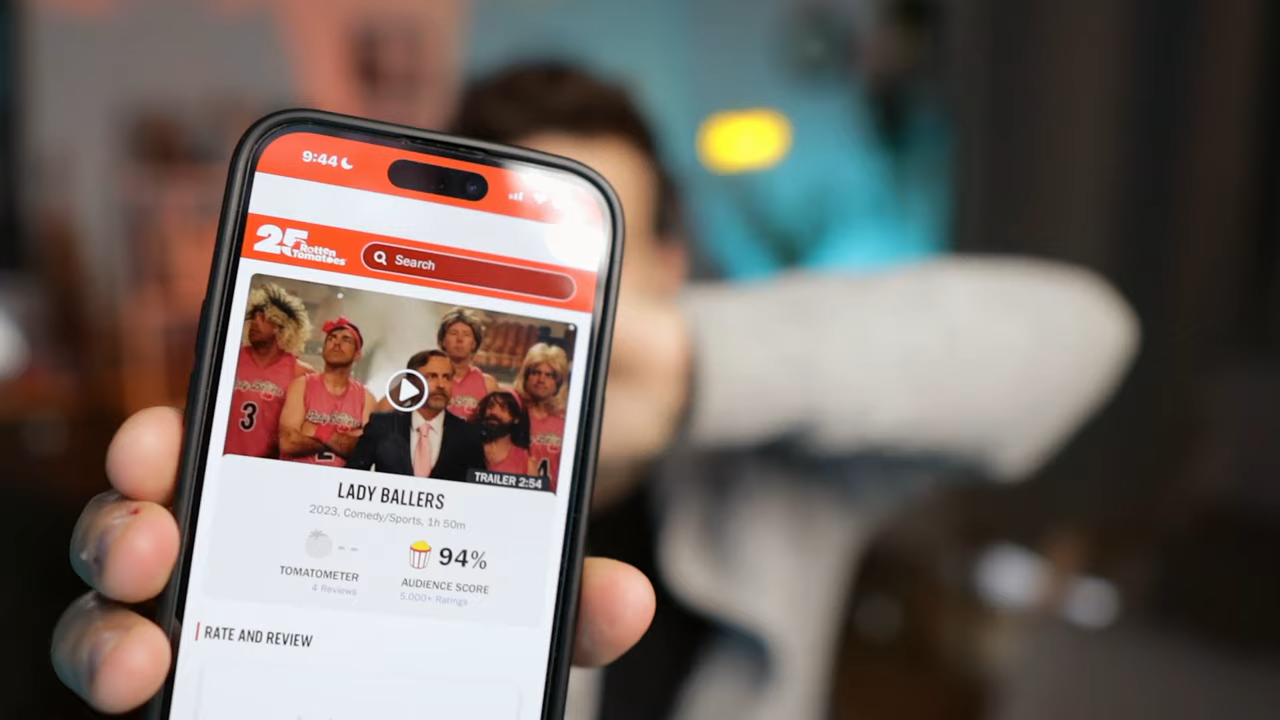 9:44
25 Rotten
Tomatoes
Search
3
TRAILER 2:54
LADY BALLERS
2023, Comedy/Sports, 1h 50m
- -
94%
TOMATOMETER
AUDIENCE SCORE
4 Reviews
5,000+ Ratings
RATE AND REVIEW